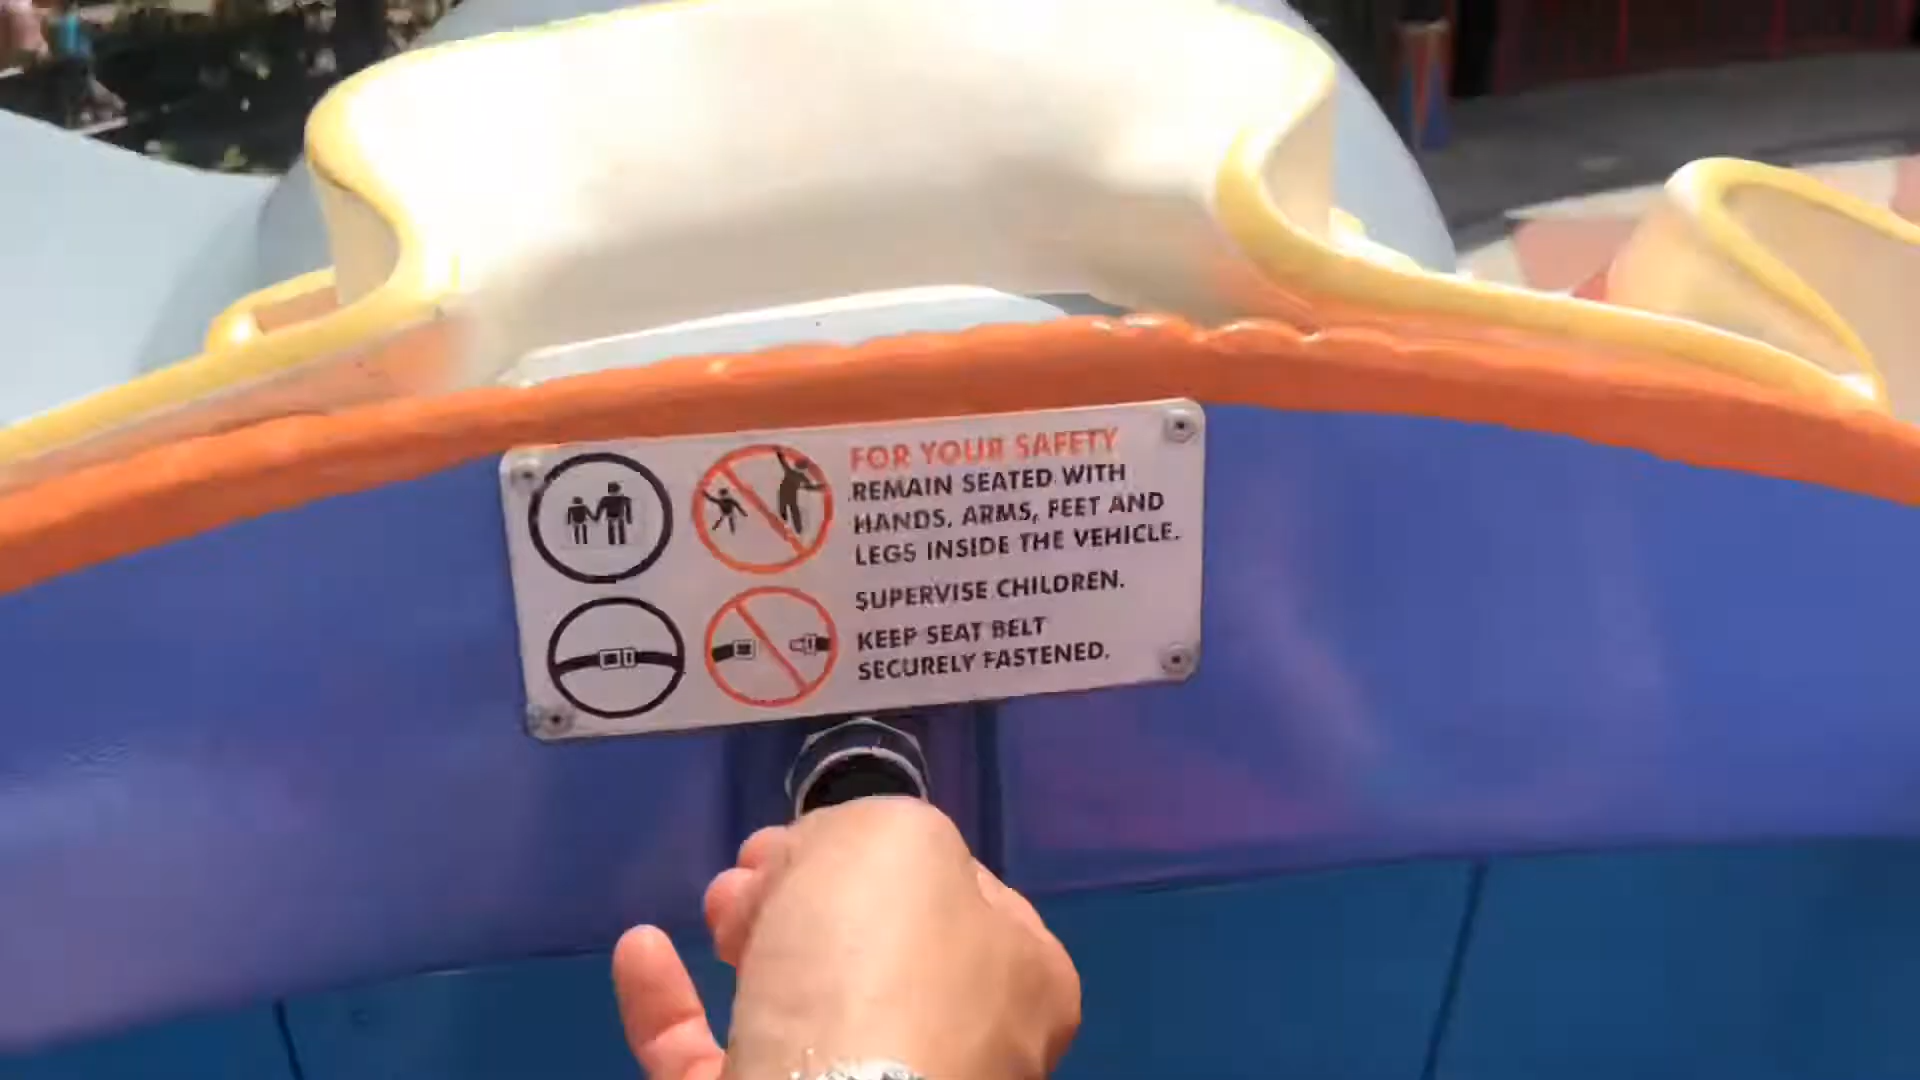 FOR YOUR SAFETY
REMAIN SEATED WITH
HANDS, ARMS, FEET AND
LEGS INSIDE THE VEHICLE.
SUPERVISE CHILDREN.
KEEP SEAT BELT
SECURELY FASTENED.